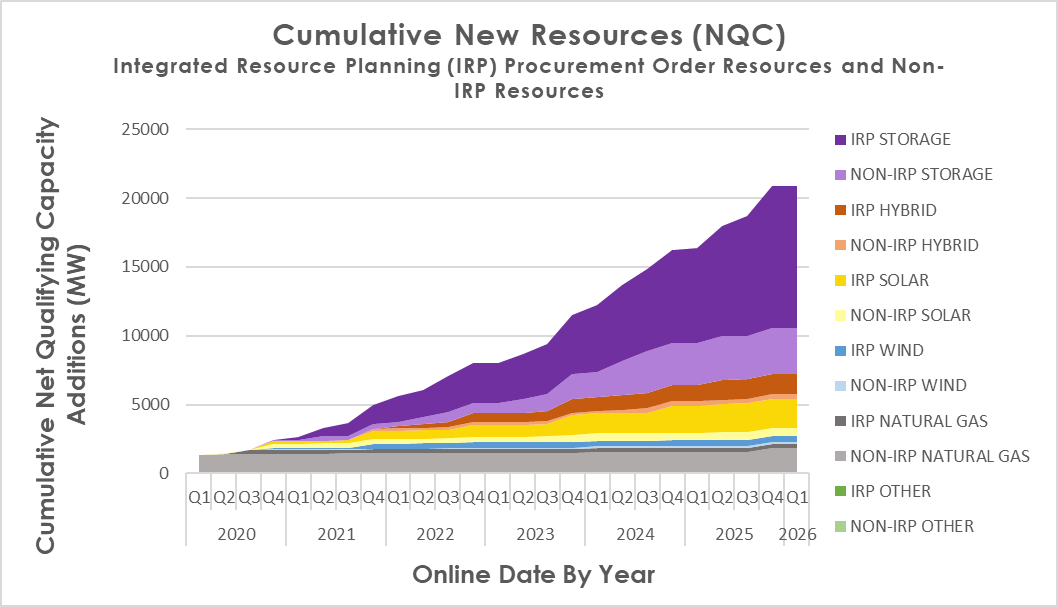 Cumulative New Resources (NQC)
Integrated Resource Planning (IRP) Procurement Order Resources and Non-
IRP Resources
Cumulative Net Qualifying Capacity
Additions (MW)
25000
20000
15000
10000
5000
0
Q1 Q2 Q3 Q4 Q1 Q2 Q3 Q4 Q1 Q2 Q3 Q4 Q1 Q2 Q3 Q4 Q1 Q2 Q3 Q4 Q1 Q2 Q3 Q4 Q1
2020 2021 2022 2023 2024 2025 2026
Online Date By Year
IRP STORAGE
NON-IRP STORAGE
IRP HYBRID
NON-IRP HYBRID
IRP SOLAR
NON-IRP SOLAR
IRP WIND
NON-IRP WIND
IRP NATURAL GAS
NON-IRP NATURAL GAS
IRP OTHER
NON-IRP OTHER